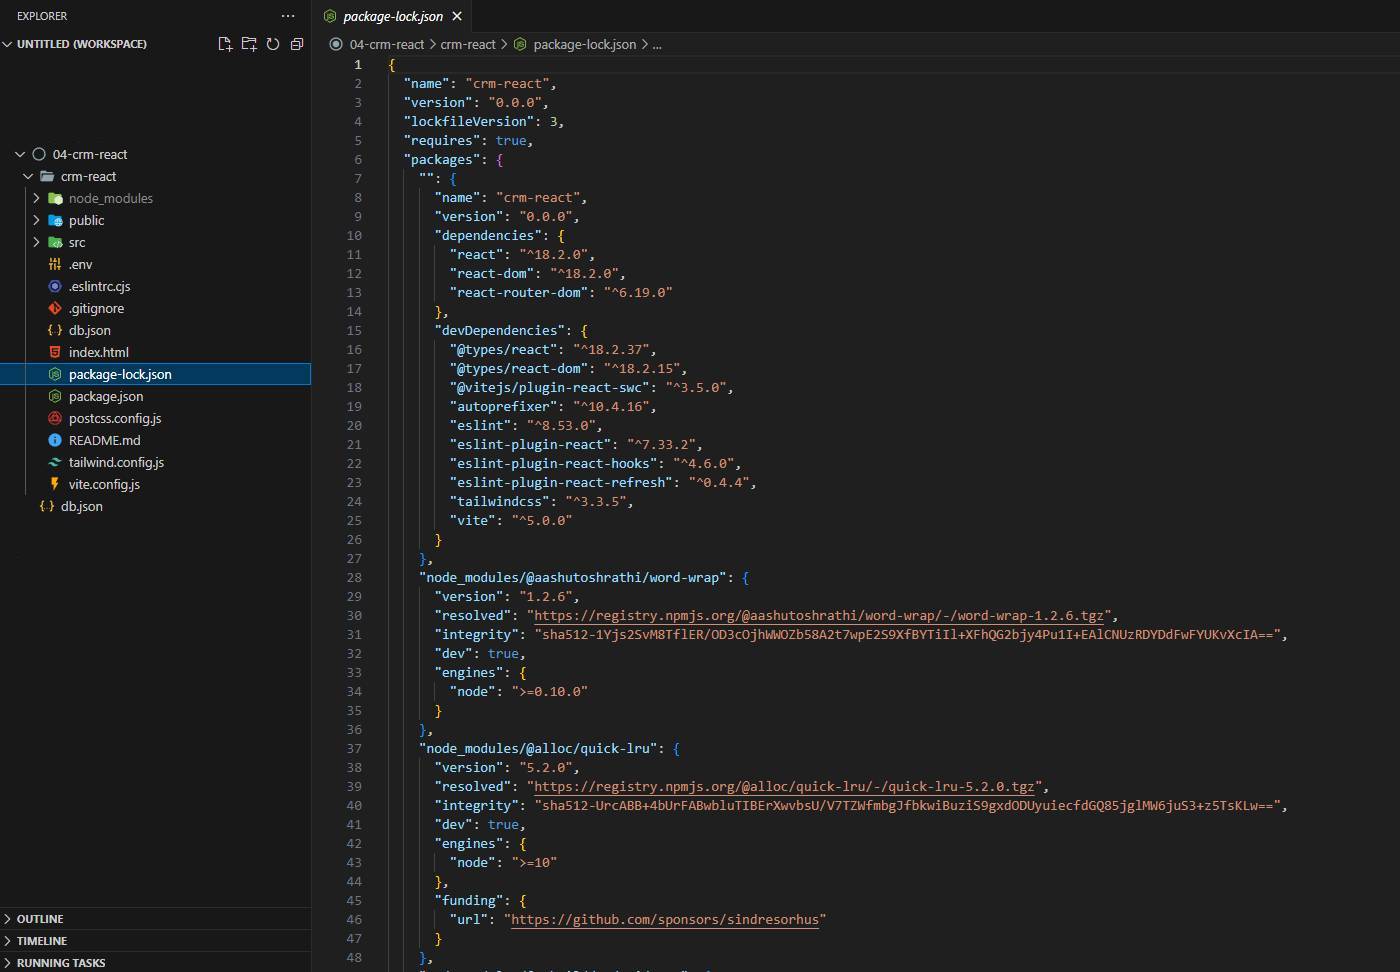 EXPLORER
UNTITLED (WORKSPACE)
04-crm-react
crm-react
node_modules
public
src
.env
.eslintrc.cjs
.gitignore
db.json
index.html
package-lock.json
package.json
postcss.config.js
README.md
tailwind.config.js
vite.config.js
db.json
OUTLINE
TIMELINE
RUNNING TASKS
package-lock.json
04-crm-react > crm-react > package-lock.json > ...
1 {
2 "name": "crm-react",
3 "version": "0.0.0",
4 "lockfileVersion": 3,
5 "requires": true,
6 "packages": {
7 "": {
8 "name": "crm-react",
9 "version": "0.0.0",
10 "dependencies": {
11 "react": "^18.2.0",
12 "react-dom": "^18.2.0",
13 "react-router-dom": "^6.19.0"
14 },
15 "devDependencies": {
16 "@types/react": "^18.2.37",
17 "@types/react-dom": "^18.2.15",
18 "@vitejs/plugin-react-swc": "^3.5.0",
19 "autoprefixer": "^10.4.16",
20 "eslint": "^8.53.0",
21 "eslint-plugin-react": "^7.33.2",
22 "eslint-plugin-react-hooks": "^4.6.0",
23 "eslint-plugin-react-refresh": "^0.4.4",
24 "tailwindcss": "^3.3.5",
25 "vite": "^5.0.0"
26 }
27 },
28 "node_modules/@aashutoshrathi/word-wrap": {
29 "version": "1.2.6",
30 "resolved": "https://registry.npmjs.org/@aashutoshrathi/word-wrap/-/word-wrap-1.2.6.tgz",
31 "integrity": "sha512-1Yjs2SvM8TflER/OD3cOjhWWOZb58A2t7wpE2S9XfBYTiIl+XFhQG2bjy4Pu1I+EAlCNUzRDYDdFwFYUKvXcIA==",
32 "dev": true,
33 "engines": {
34 "node": ">=0.10.0"
35 }
36 },
37 "node_modules/@alloc/quick-lru": {
38 "version": "5.2.0",
39 "resolved": "https://registry.npmjs.org/@alloc/quick-lru/-/quick-lru-5.2.0.tgz",
40 "integrity": "sha512-UrcABB+4bUrFABwbluTIBErXwvbsU/V7TZWfmbgJfbkwiBuziS9gxdODUyuiecfdGQ85jglMW6juS3+z5TsKLw==",
41 "dev": true,
42 "engines": {
43 "node": ">=10"
44 },
45 "funding": {
46 "url": "https://github.com/sponsors/sindresorhus"
47 }
48 },